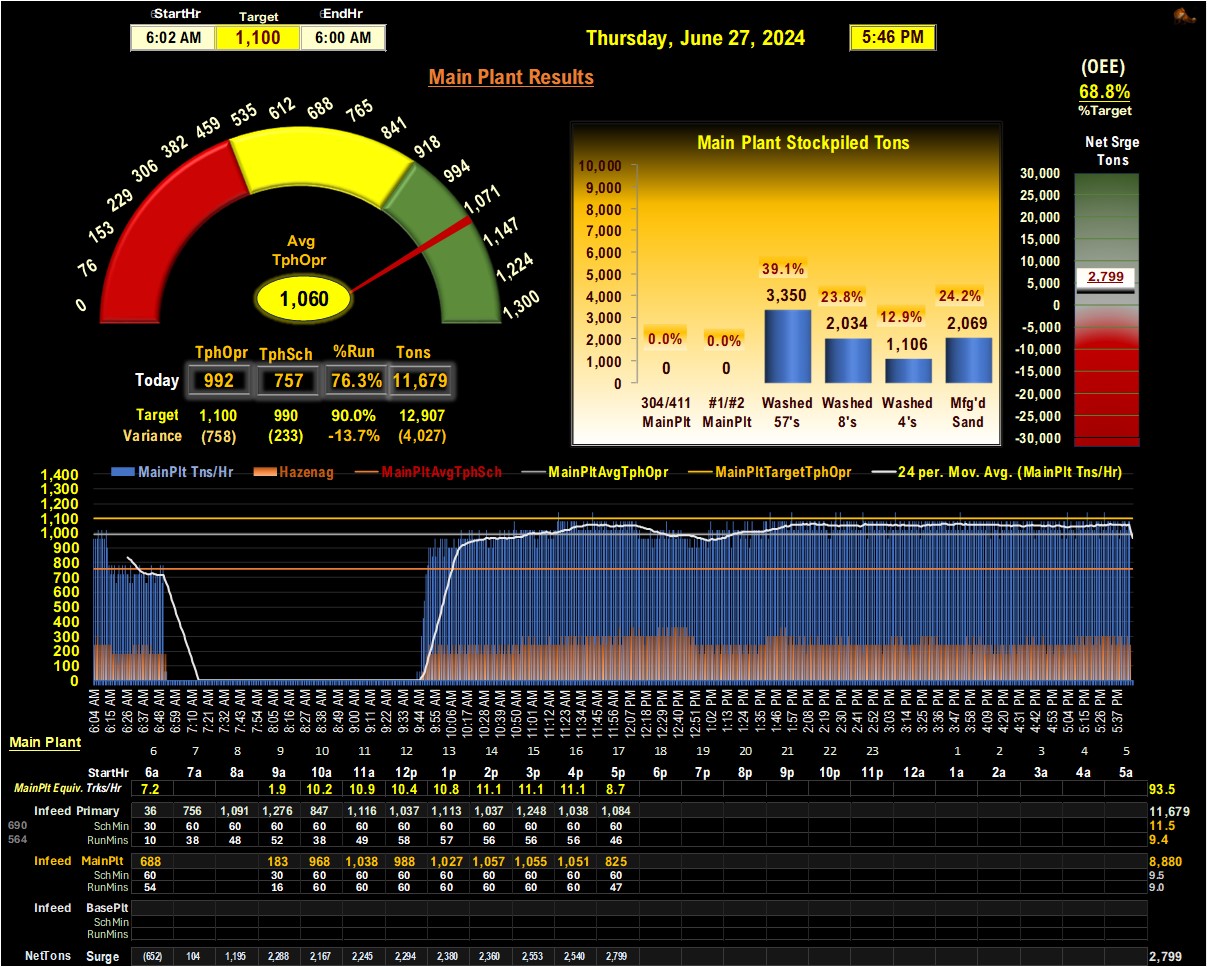 StartHr Target EndHr
6:02 AM 1,100 6:00 AM
Thursday, June 27, 2024 5:46 PM
Main Plant Results
(OEE)
68.8%
%Target
0 76 153 229 306 382 459 535 612 688 765 841 918 994 1,071 1,147 1,224 1,300
Avg
TphOpr
1,060
TphOpr TphSch %Run Tons
Today 992 757 76.3% 11,679
Target 1,100 990 90.0% 12,907
Variance (758) (233) -13.7% (4,027)
Main Plant Stockpiled Tons
10,000
9,000
8,000
7,000
6,000
5,000
4,000
3,000
2,000
1,000
0
0.0% 0.0% 39.1% 23.8% 12.9% 24.2%
0 0 3,350 2,034 1,106 2,069
304/411 #1/#2 Washed Washed Washed Mfg'd
MainPlt MainPlt 57's 8's 4's Sand
Net Srge
Tons
30,000
25,000
20,000
15,000
10,000
5,000
0
-5,000
-10,000
-15,000
-20,000
-25,000
-30,000
2,799
MainPlt Tns/Hr Hazenag MainPltAvgTphSch MainPltAvgTphOpr MainPltTargetTphOpr 24 per. Mov. Avg. (MainPlt Tns/Hr)
1,400
1,300
1,200
1,100
1,000
900
800
700
600
500
400
300
200
100
0
6:04 AM 6:15 AM 6:26 AM 6:37 AM 6:48 AM 6:59 AM 7:10 AM 7:21 AM 7:32 AM 7:43 AM 7:54 AM 8:05 AM 8:16 AM 8:27 AM 8:38 AM 8:49 AM 9:00 AM 9:11 AM 9:22 AM 9:33 AM 9:44 AM 9:55 AM 10:06 AM 10:17 AM 10:28 AM 10:39 AM 10:50 AM 11:01 AM 11:12 AM 11:23 AM 11:34 AM 11:45 AM 11:56 AM 12:07 PM 12:18 PM 12:29 PM 12:40 PM 12:51 PM 1:02 PM 1:13 PM 1:24 PM 1:35 PM 1:46 PM 1:57 PM 2:08 PM 2:19 PM 2:30 PM 2:41 PM 2:52 PM 3:03 PM 3:14 PM 3:25 PM 3:36 PM 3:47 PM 3:58 PM 4:09 PM 4:20 PM 4:31 PM 4:42 PM 4:53 PM 5:04 PM 5:15 PM 5:26 PM 5:37 PM
Main Plant
6 7 8 9 10 11 12 13 14 15 16 17 18 19 20 21 22 23 1 2 3 4 5
StartHr 6a 7a 8a 9a 10a 11a 12p 1p 2p 3p 4p 5p 6p 7p 8p 9p 10p 11p 12a 1a 2a 3a 4a 5a
MainPlt Equiv. Trks/Hr 7.2 1.9 10.2 10.9 10.4 10.8 11.1 11.1 11.1 8.7 93.5
Infeed Primary 36 756 1,091 1,276 847 1,116 1,037 1,113 1,037 1,248 1,038 1,084 11,679
690 SchMin 30 60 60 60 60 60 60 60 60 60 60 60 11.5
564 RunMins 10 38 48 52 38 49 58 57 56 56 56 46 9.4
Infeed MainPlt 688 183 968 1,038 988 1,027 1,057 1,055 1,051 825 8,880
SchMin 60 30 60 60 60 60 60 60 60 60 9.5
RunMins 54 16 60 60 60 60 60 60 60 47 9.0
Infeed BasePlt
SchMin
RunMins
NetTons Surge (652) 104 1,195 2,288 2,167 2,245 2,294 2,380 2,360 2,553 2,540 2,799 2,799